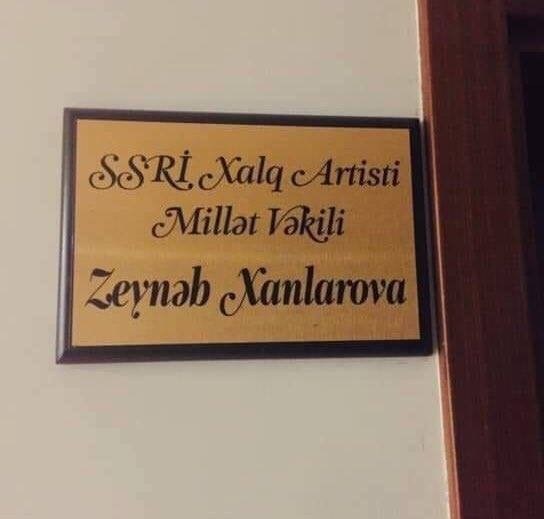 SSRİ Xalq Artisti
Millət Vəkili
Zeynəb Xanlarova